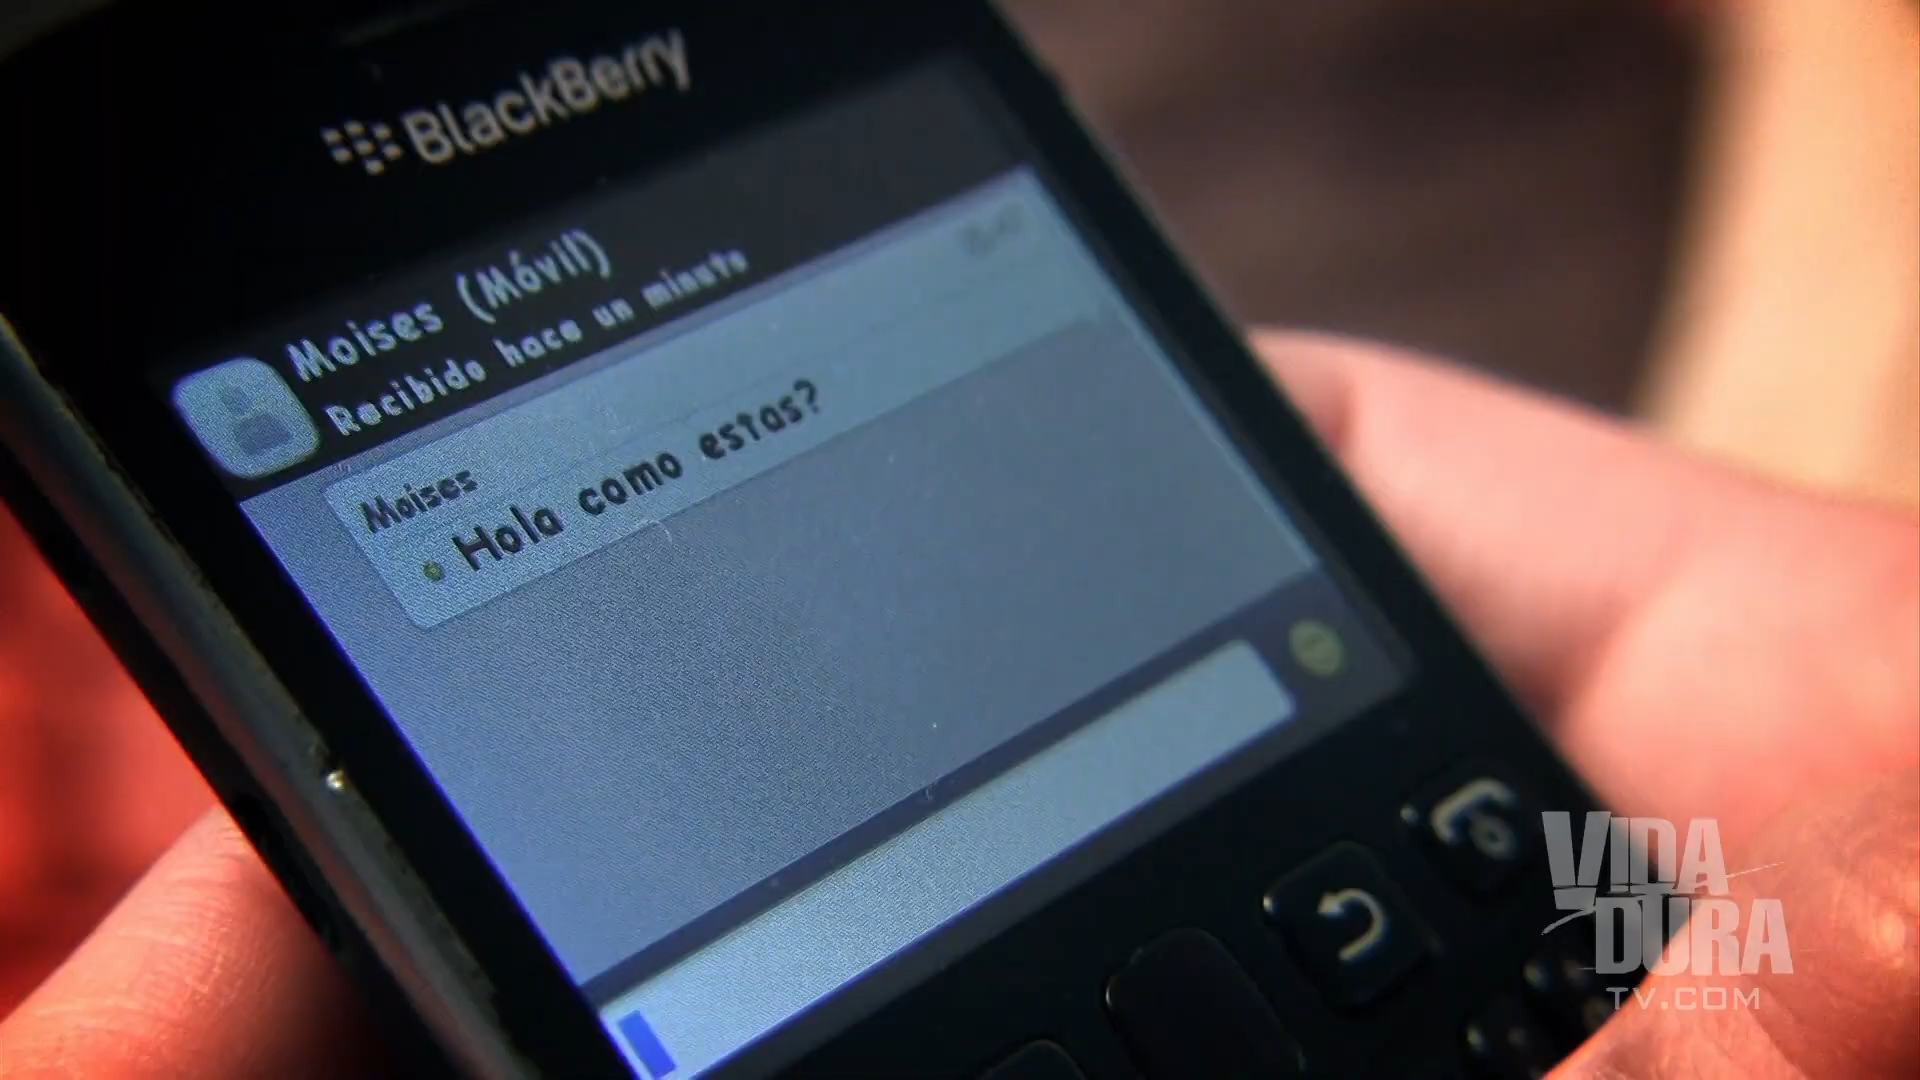 BlackBerry
Moises (Móvil)
Recibido hace un minuto
Moises
Hola como estas?
VIDA
DURA
TV.COM